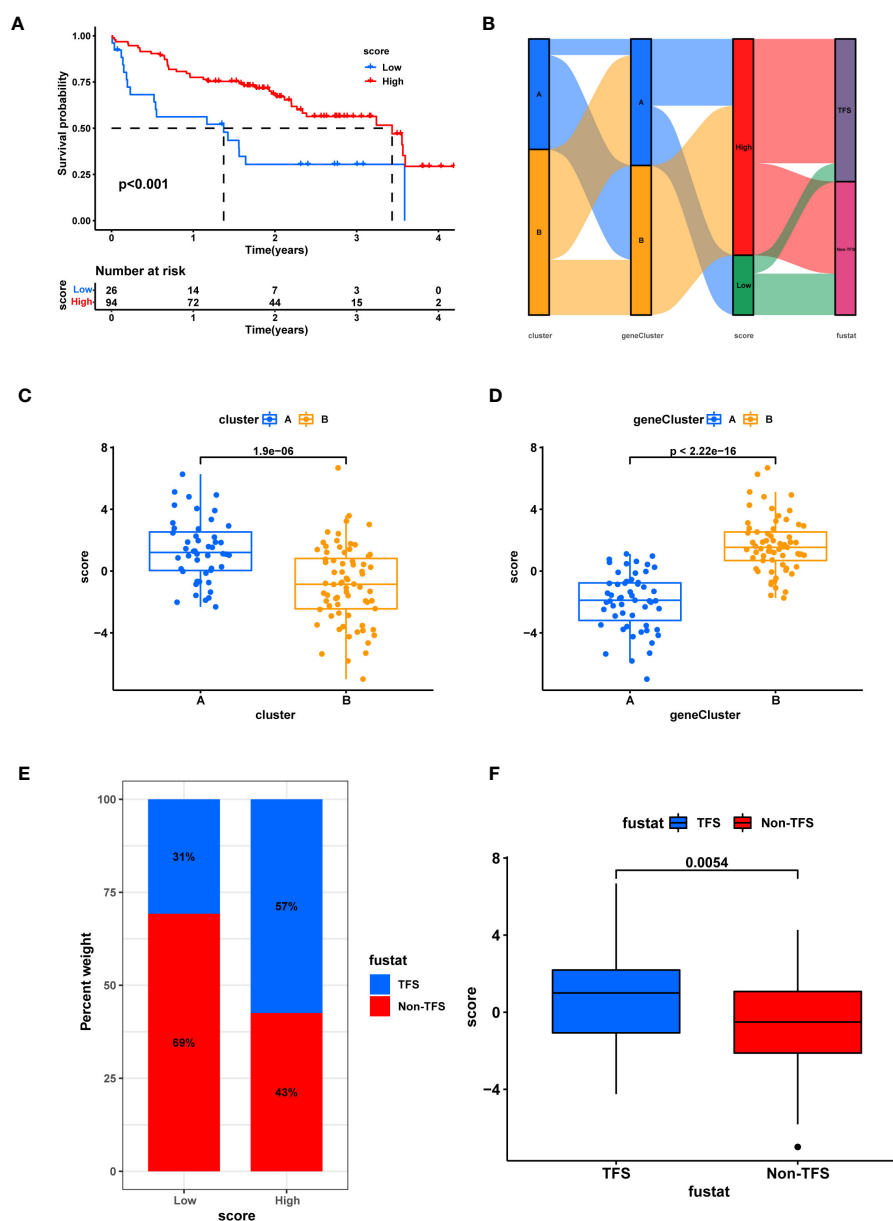 A
score
Low
High
Survival probability
1.00
0.75
0.50
0.25
0.00
p<0.001
0 1 2 3 4
Time(years)
Number at risk
score
Low 26 14 7 3 0
High 94 72 44 15 2
0 1 2 3 4
Time(years)
B
A
B
A
B
High
Low
TFS
Non-TFS
cluster geneCluster score fustat
C
cluster A B
1.9e-06
score
8
4
0
−4
A B
cluster
D
geneCluster A B
p < 2.22e-16
score
8
4
0
−4
A B
geneCluster
E
Percent weight
100
75
50
25
0
31%
69%
57%
43%
Low High
score
fustat
TFS
Non-TFS
F
fustat TFS Non-TFS
0.0054
score
8
4
0
−4
TFS Non-TFS
fustat